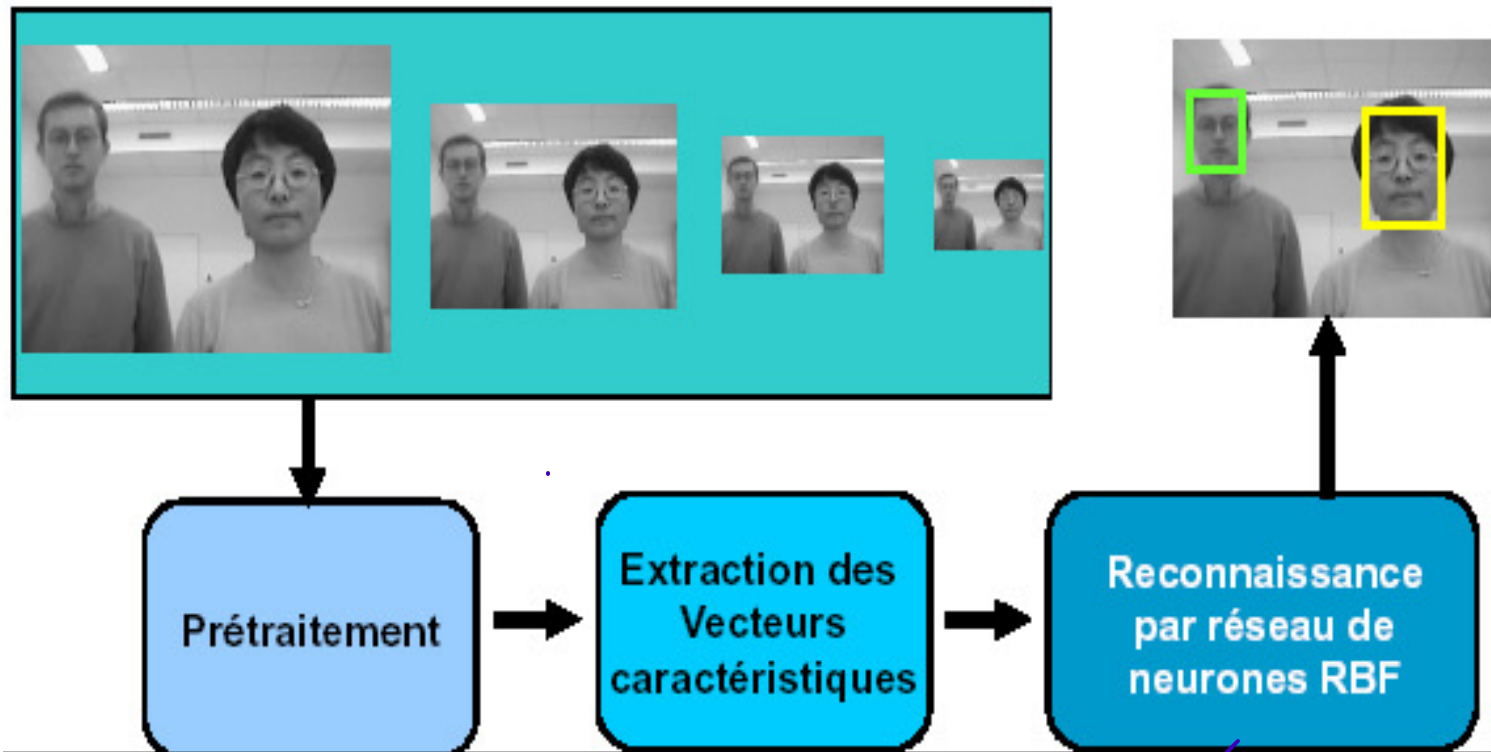 Prétraitement
Extraction des
Vecteurs
caractéristiques
Reconnaissance
par réseau de
neurones RBF